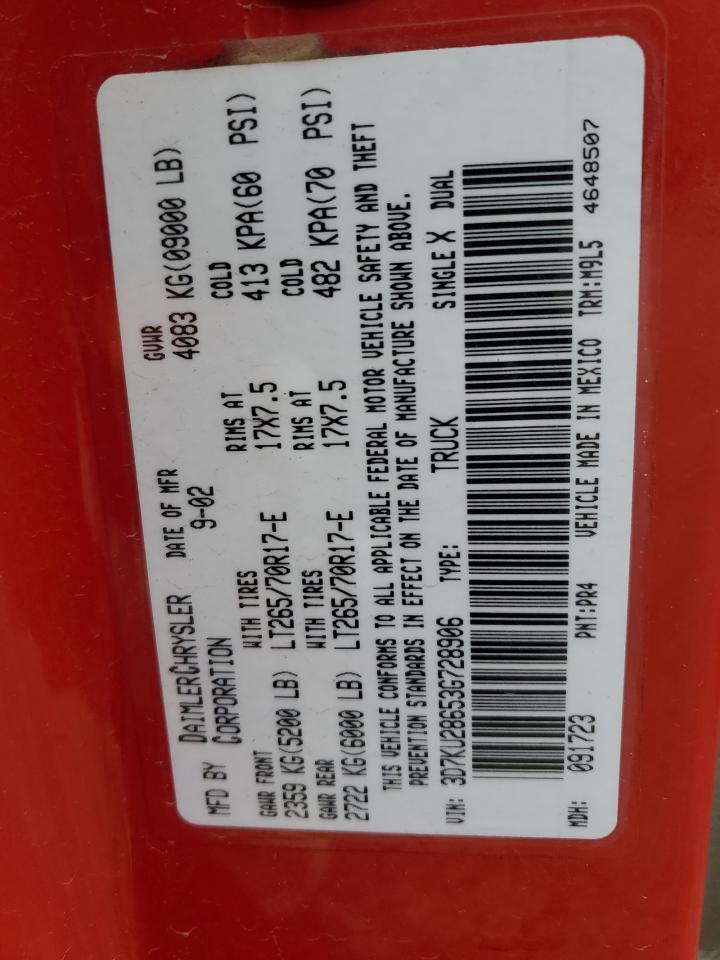 MFD BY DAIMLERCHRYSLER CORPORATION DATE OF MFR 9-02 GVWR 4083 KG(09000 LB)
GAWR FRONT WITH TIRES RIMS AT COLD
2359 KG(5200 LB) LT265/70R17-E 17X7.5 413 KPA(60 PSI)
GAWR REAR WITH TIRES RIMS AT COLD
2722 KG(6000 LB) LT265/70R17-E 17X7.5 482 KPA(70 PSI)
THIS VEHICLE CONFORMS TO ALL APPLICABLE FEDERAL MOTOR VEHICLE SAFETY AND THEFT
PREVENTION STANDARDS IN EFFECT ON THE DATE OF MANUFACTURE SHOWN ABOVE.
VIN: 3D7KU28653G728906 TYPE: TRUCK SINGLE X DUAL
MDH: 091723 PNT:PR4 VEHICLE MADE IN MEXICO TRM:M9L5 4648507